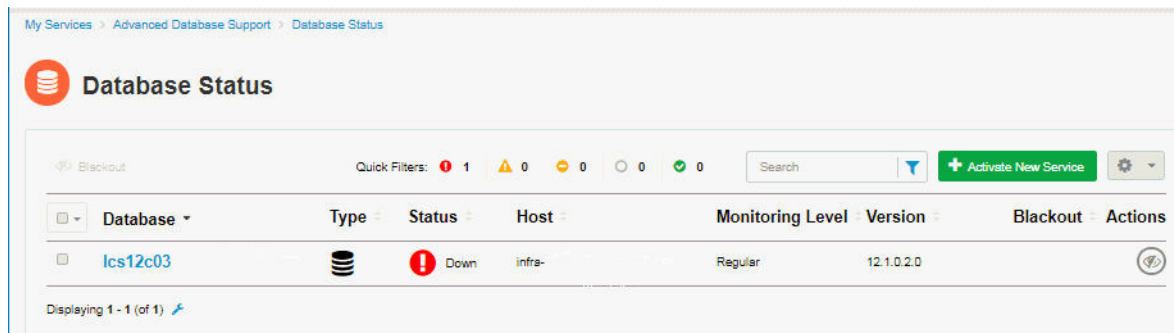 My Services > Advanced Database Support > Database Status
Database Status
Blackout Quick Filters: 1 0 0 0 0 Search Activate New Service
Database Type Status Host Monitoring Level Version Blackout Actions
lcs12c03 Down infra- Regular 12.1.0.2.0
Displaying 1 - 1 (of 1)